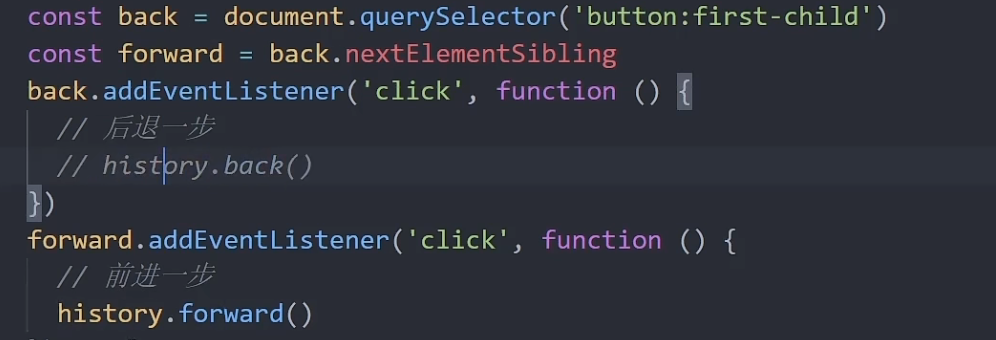 const back = document.querySelector('button:first-child')
const forward = back.nextElementSibling
back.addEventListener('click', function () {
// 后退一步
// history.back()
})
forward.addEventListener('click', function () {
// 前进一步
history.forward()